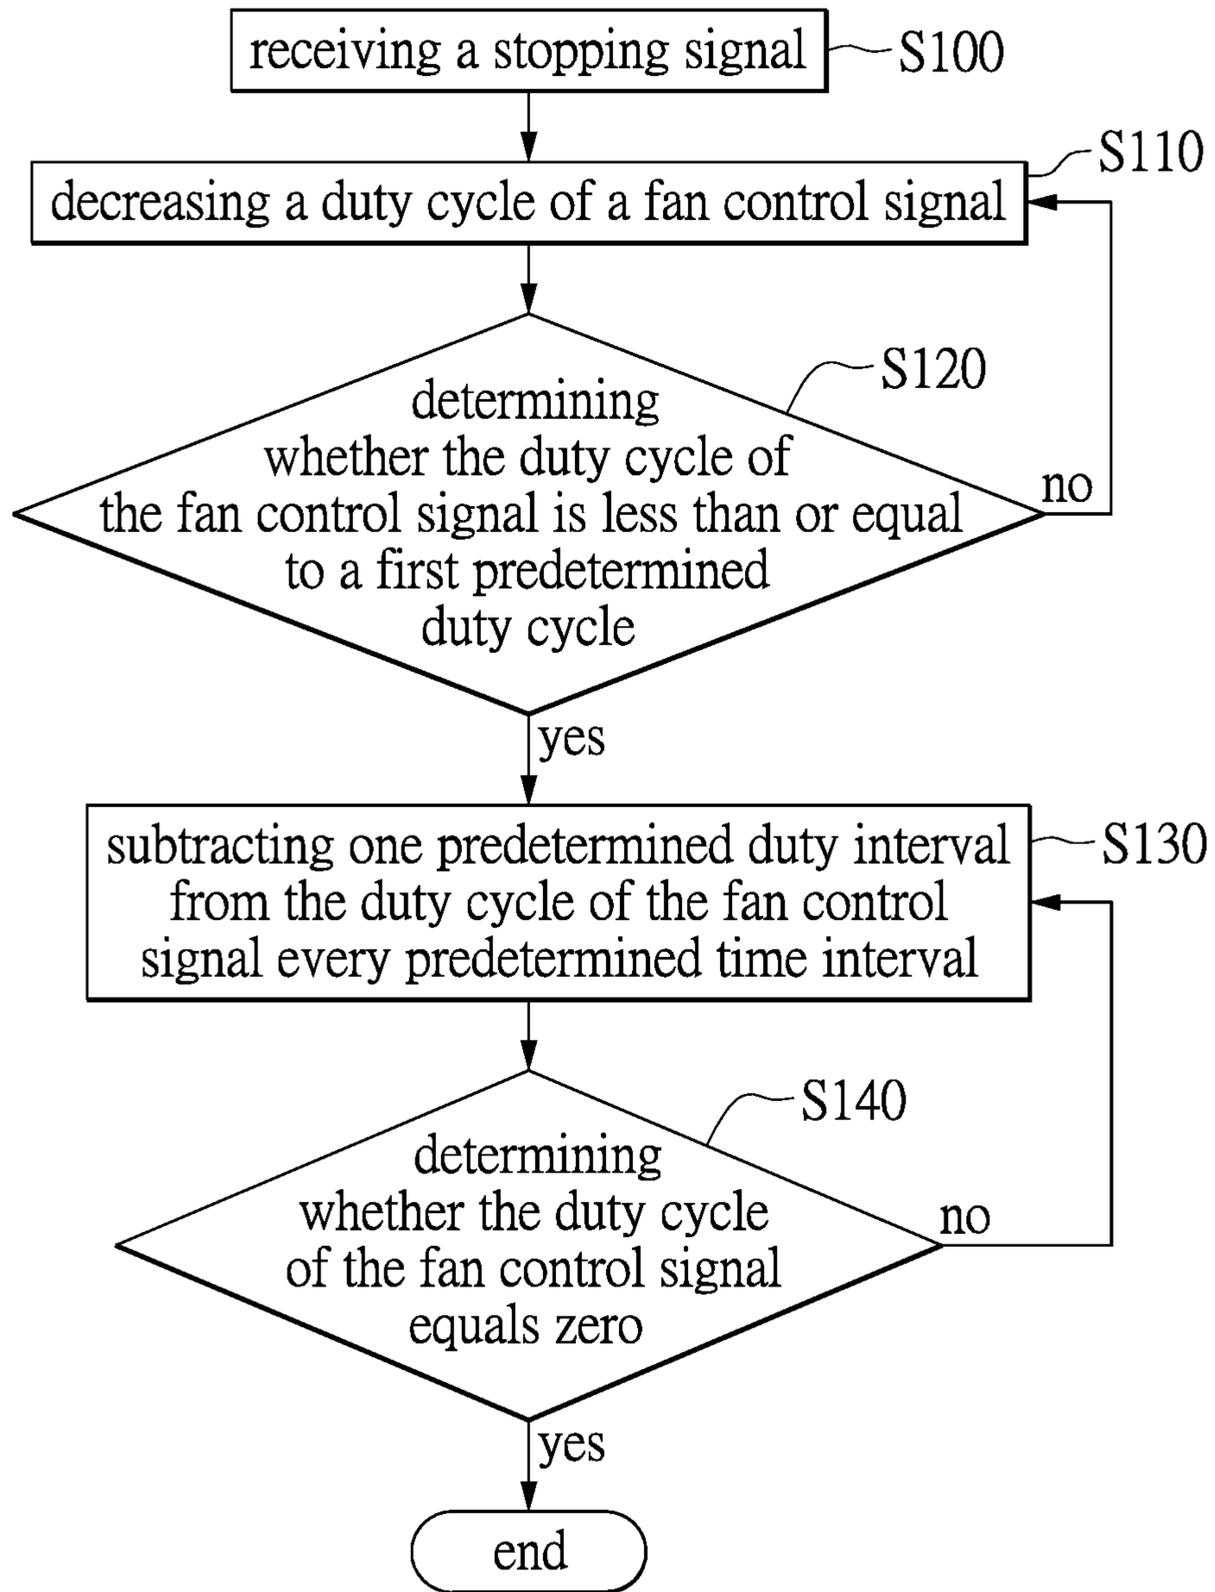 receiving a stopping signal
S100
S110
decreasing a duty cycle of a fan control signal
S120
determining
whether the duty cycle of
the fan control signal is less than or equal
to a first predetermined
duty cycle
no
yes
subtracting one predetermined duty interval
from the duty cycle of the fan control
signal every predetermined time interval
S130
S140
determining
whether the duty cycle
of the fan control signal
equals zero
no
yes
end